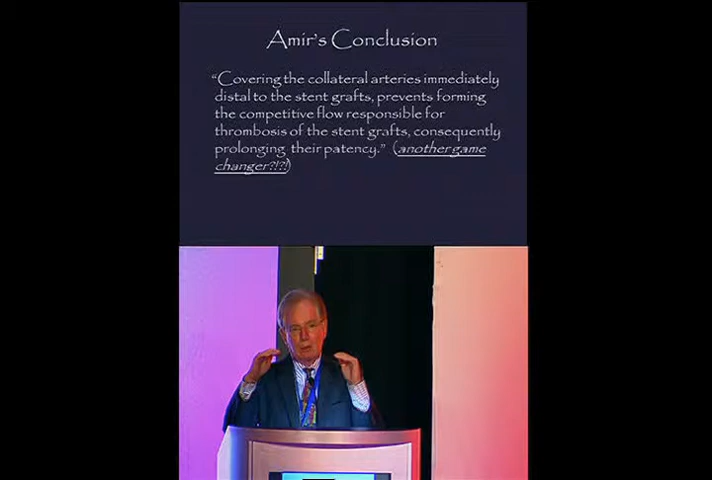 Amir's Conclusion
"Covering the collateral arteries immediately
distal to the stent grafts, prevents forming
the competitive flow responsible for
thrombosis of the stent grafts, consequently
prolonging their patency." (another game
changer?!?!)